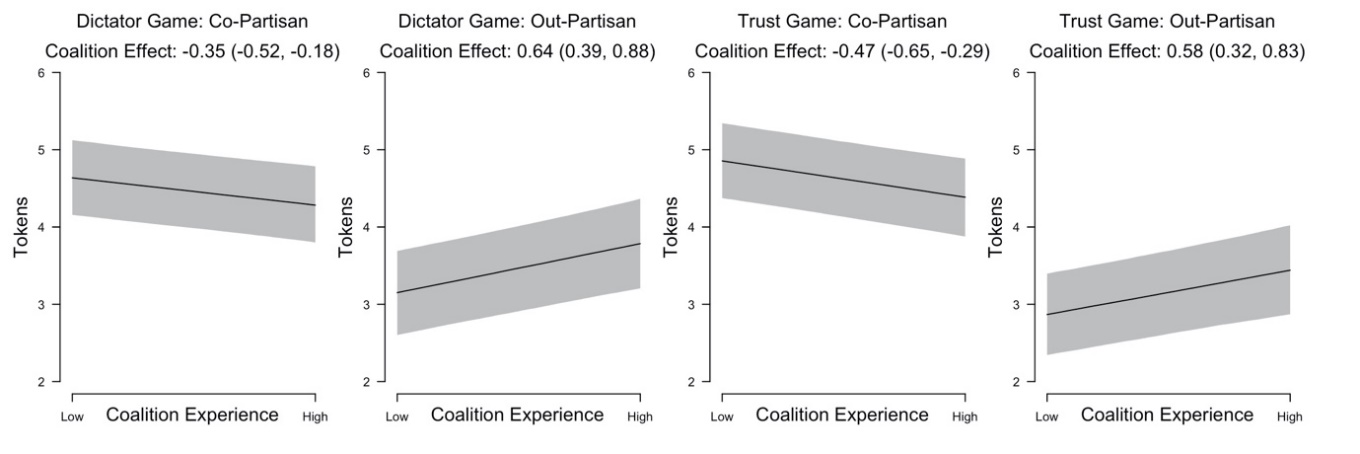 Dictator Game: Co-Partisan
Coalition Effect: -0.35 (-0.52, -0.18)
6
5
4
3
2
Tokens
Low
Coalition Experience
High
Dictator Game: Out-Partisan
Coalition Effect: 0.64 (0.39, 0.88)
6
5
4
3
2
Tokens
Low
Coalition Experience
High
Trust Game: Co-Partisan
Coalition Effect: -0.47 (-0.65, -0.29)
6
5
4
3
2
Tokens
Low
Coalition Experience
High
Trust Game: Out-Partisan
Coalition Effect: 0.58 (0.32, 0.83)
6
5
4
3
2
Tokens
Low
Coalition Experience
High